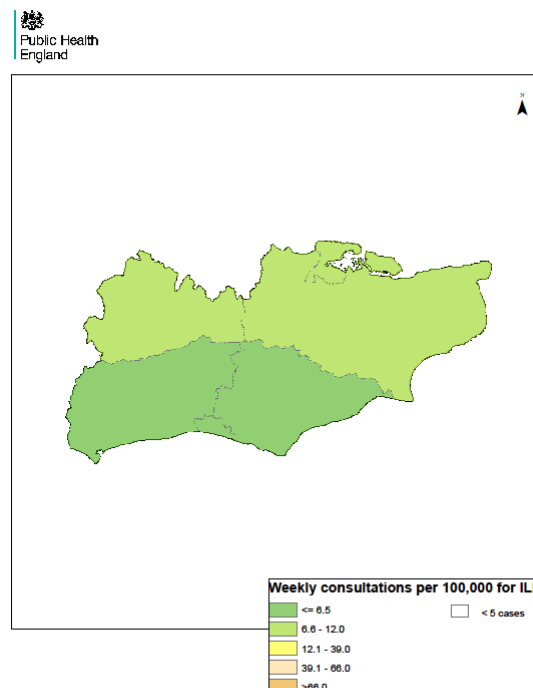 Public Health
England
N
Weekly consultations per 100,000 for IL
<= 6.5
< 5 cases
6.6 - 12.0
12.1 - 39.0
39.1 - 66.0
>66.0